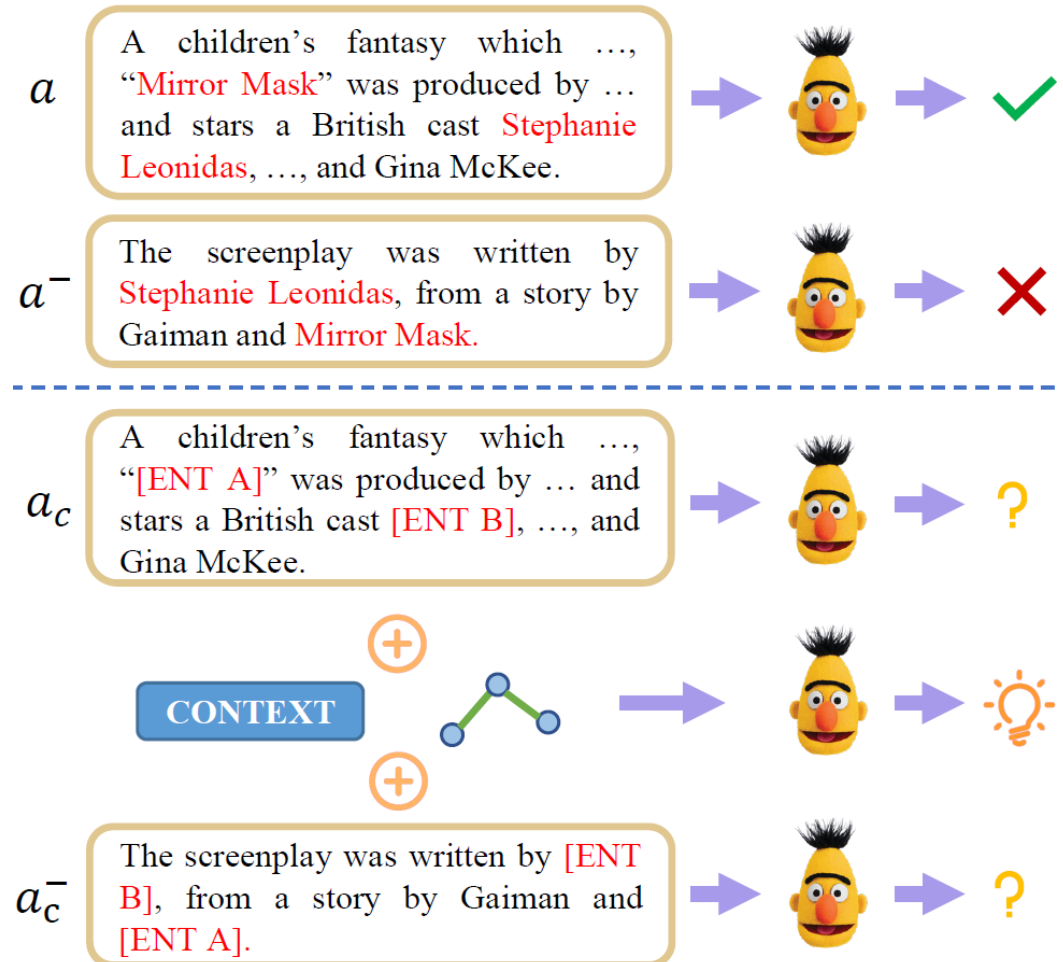 a
A children’s fantasy which …,
“Mirror Mask” was produced by …
and stars a British cast Stephanie
Leonidas, …, and Gina McKee.
a⁻
The screenplay was written by
Stephanie Leonidas, from a story by
Gaiman and Mirror Mask.
a_c
A children’s fantasy which …,
“[ENT A]” was produced by … and
stars a British cast [ENT B], …, and
Gina McKee.
?
CONTEXT
a_c⁻
The screenplay was written by [ENT
B], from a story by Gaiman and
[ENT A].
?